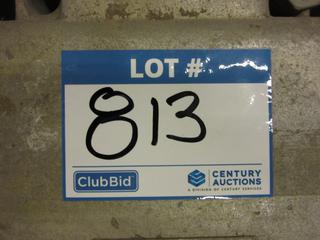 LOT #
813
ClubBid
CENTURY
AUCTIONS
A DIVISION OF CENTURY SERVICES